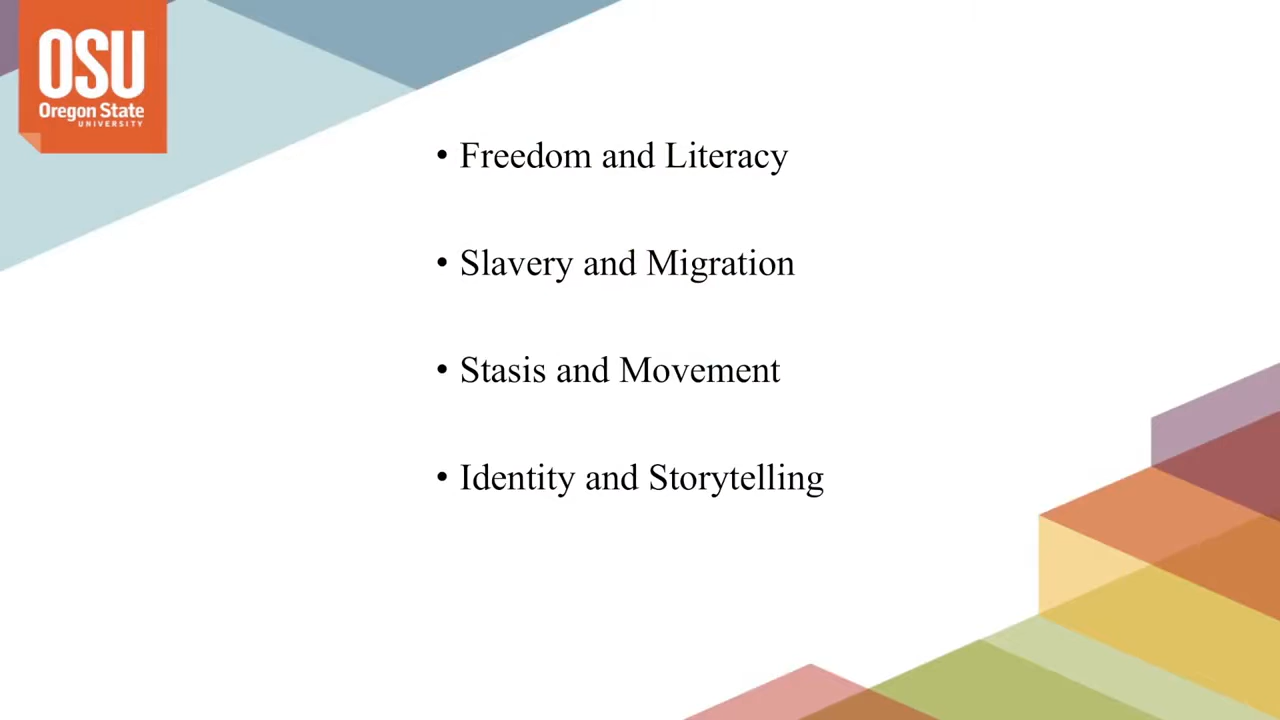 OSU
Oregon State
UNIVERSITY
• Freedom and Literacy
• Slavery and Migration
• Stasis and Movement
• Identity and Storytelling